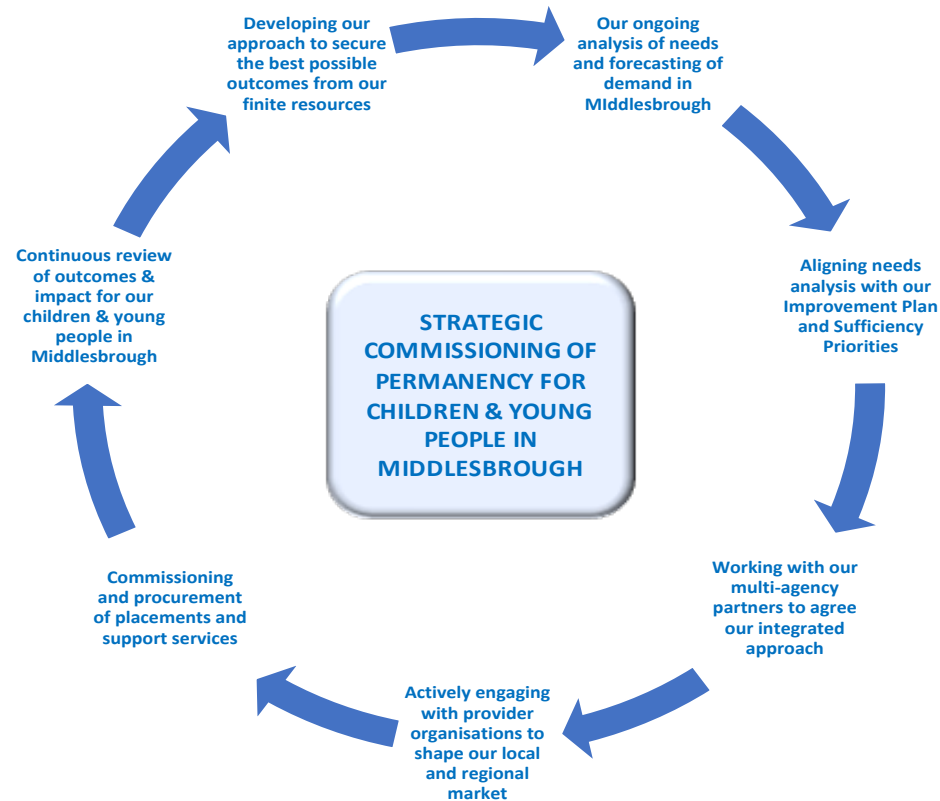 Developing our
approach to secure
the best possible
outcomes from our
finite resources
Our ongoing
analysis of needs
and forecasting of
demand in
MIddlesbrough
Aligning needs
analysis with our
Improvement Plan
and Sufficiency
Priorities
Working with our
multi-agency
partners to agree
our integrated
approach
Actively engaging
with provider
organisations to
shape our local
and regional
market
Commissioning
and procurement
of placements and
support services
Continuous review
of outcomes &
impact for our
children & young
people in
Middlesbrough
STRATEGIC
COMMISSIONING OF
PERMANENCY FOR
CHILDREN & YOUNG
PEOPLE IN
MIDDLESBROUGH